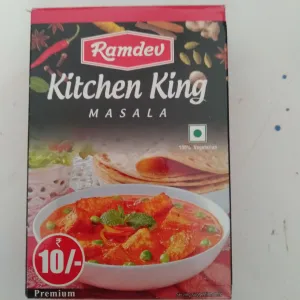 Ramdev
Kitchen King
MASALA
100% Vegetarian
₹
10/-
Premium